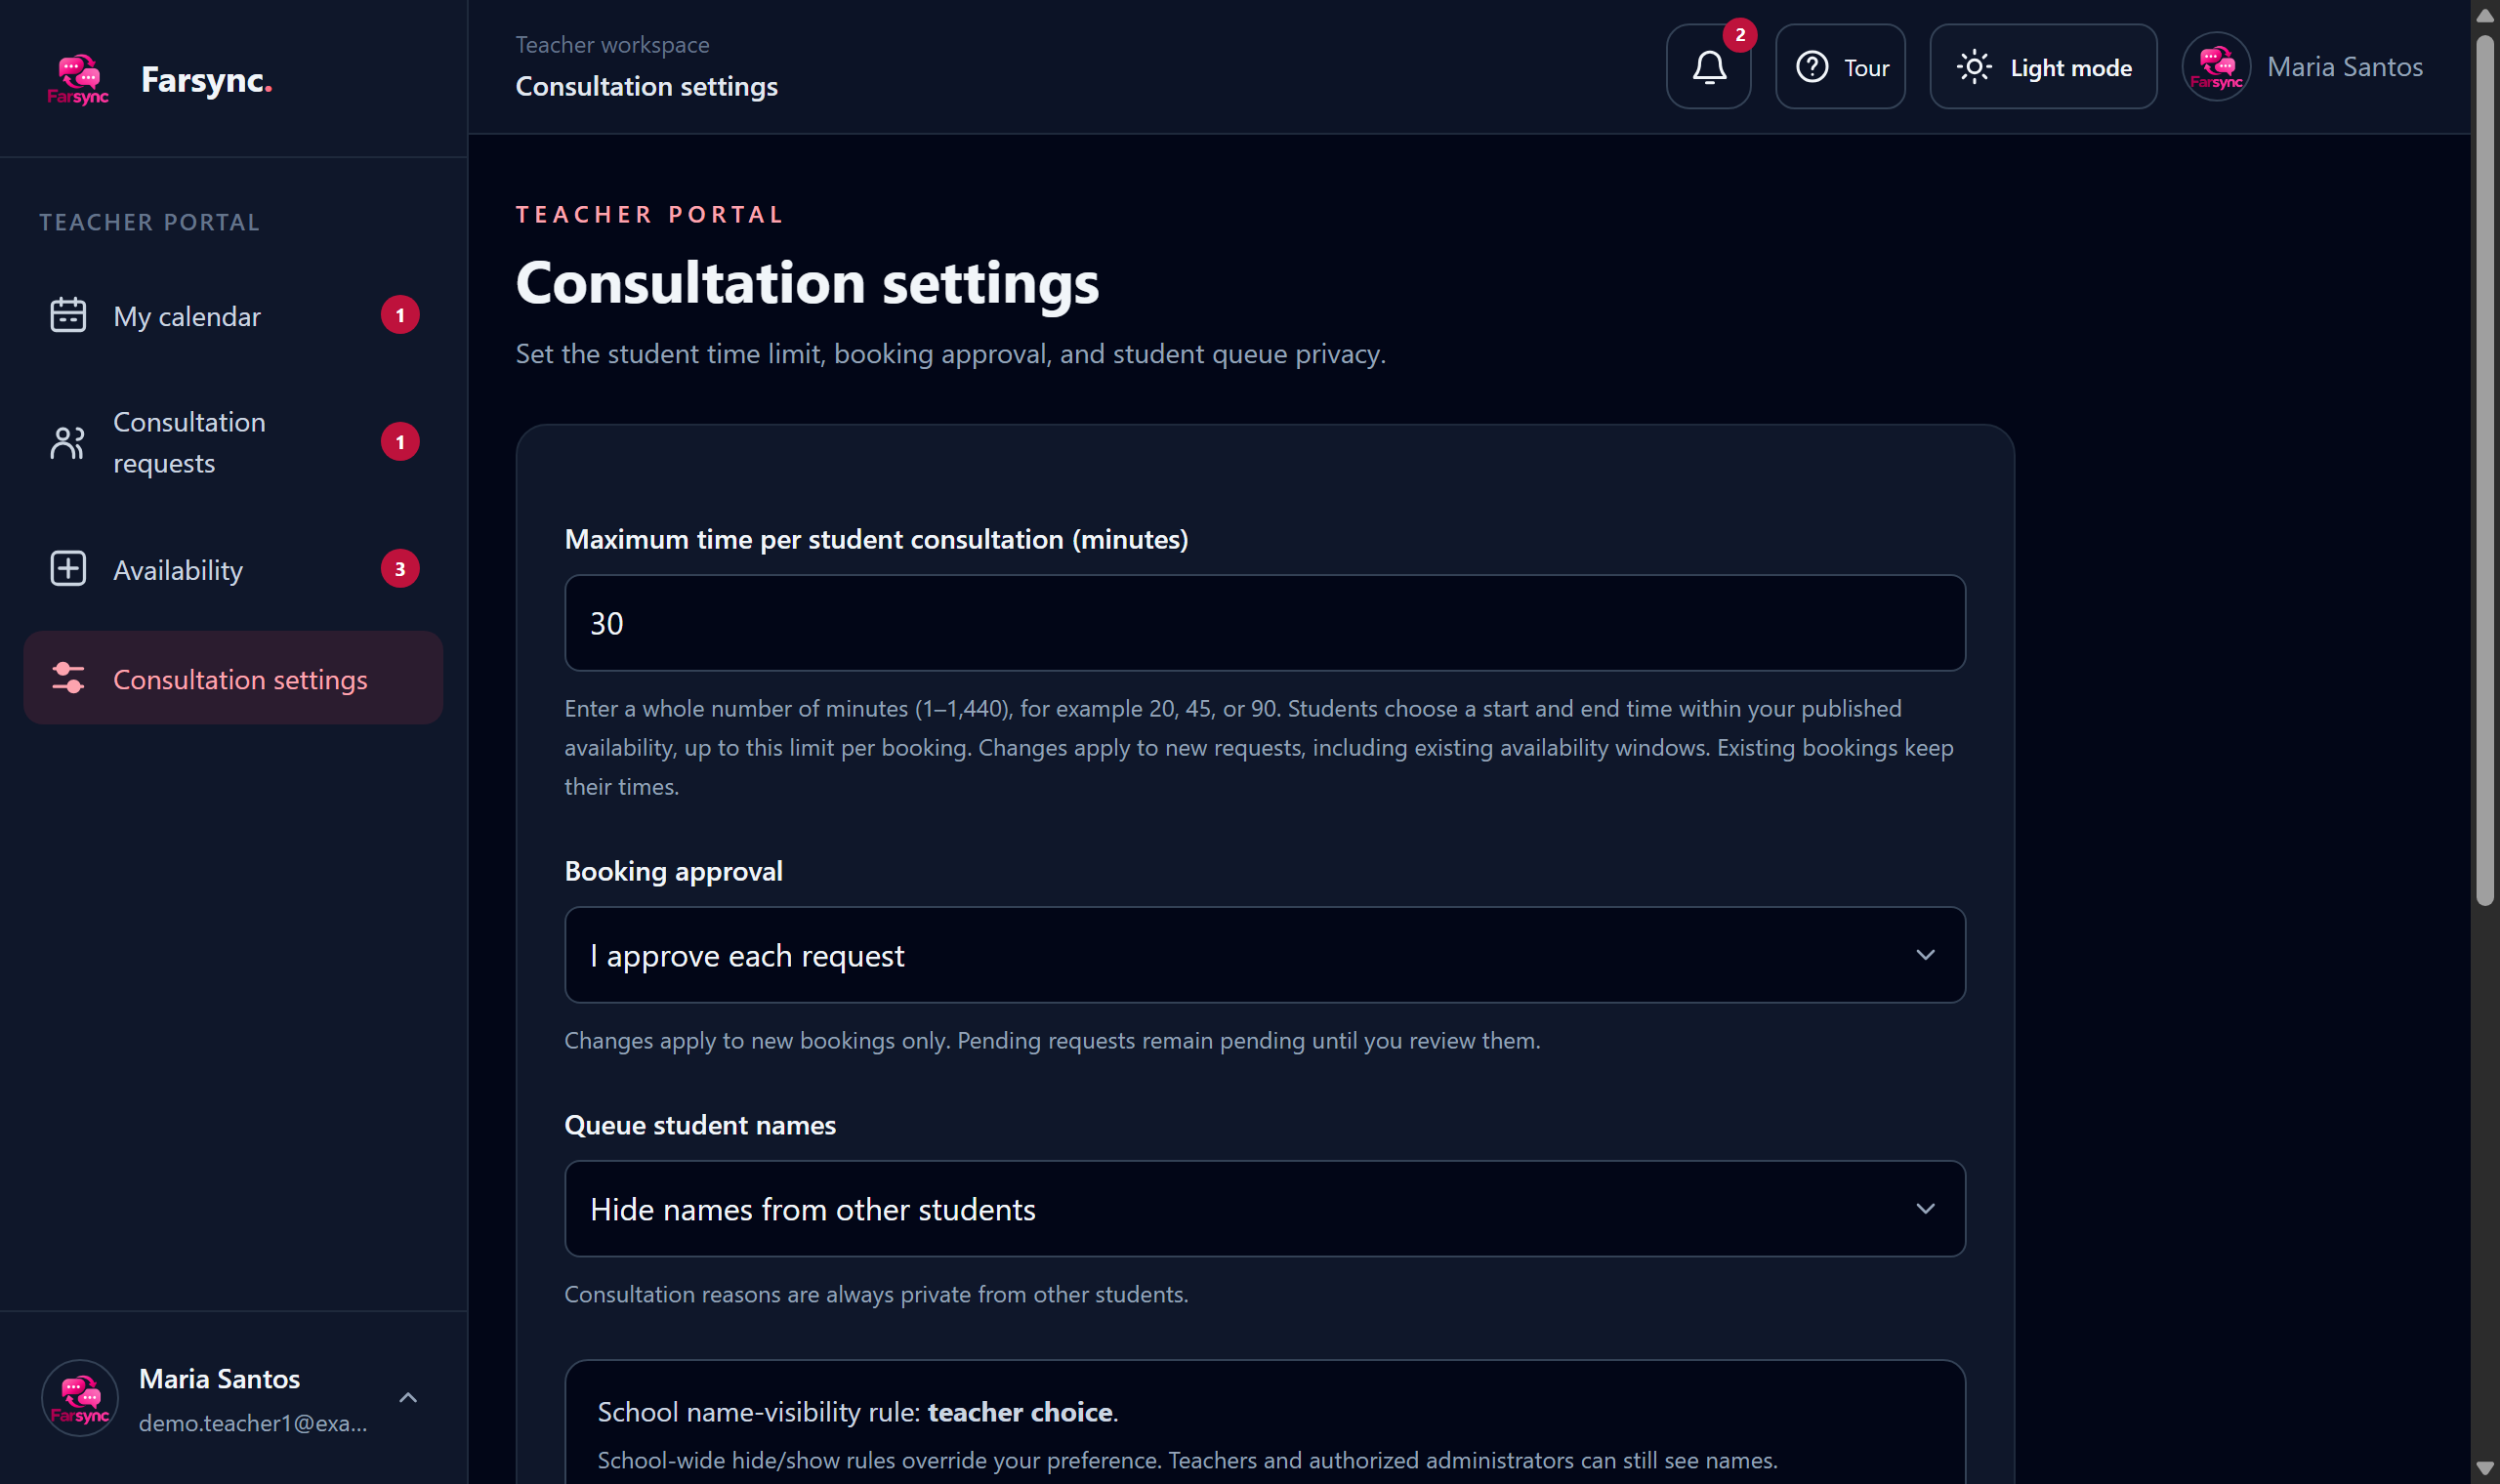 Farsync
Farsync.
TEACHER PORTAL
My calendar
1
Consultation
requests
1
Availability
3
Consultation settings
Farsync
Maria Santos
demo.teacher1@exa...
Teacher workspace
Consultation settings
2
Tour
Light mode
Farsync
Maria Santos
TEACHER PORTAL
Consultation settings
Set the student time limit, booking approval, and student queue privacy.
Maximum time per student consultation (minutes)
30
Enter a whole number of minutes (1–1,440), for example 20, 45, or 90. Students choose a start and end time within your published
availability, up to this limit per booking. Changes apply to new requests, including existing availability windows. Existing bookings keep
their times.
Booking approval
I approve each request
Changes apply to new bookings only. Pending requests remain pending until you review them.
Queue student names
Hide names from other students
Consultation reasons are always private from other students.
School name-visibility rule: teacher choice.
School-wide hide/show rules override your preference. Teachers and authorized administrators can still see names.